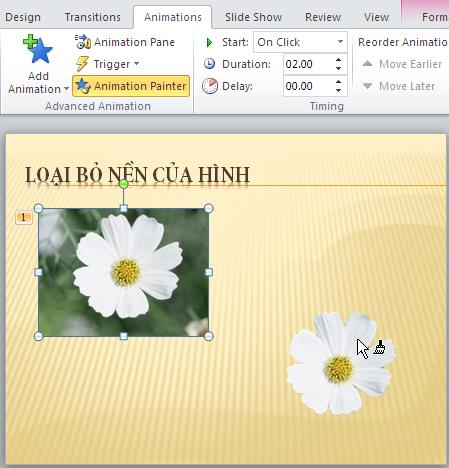 Design Transitions Animations Slide Show Review View Form
Animation Pane Start: On Click Reorder Animatio
Add Animation Trigger Duration: 02.00 Move Earlier
Animation Painter Delay: 00.00 Move Later
Advanced Animation Timing
LOẠI BỎ NỀN CỦA HÌNH
1